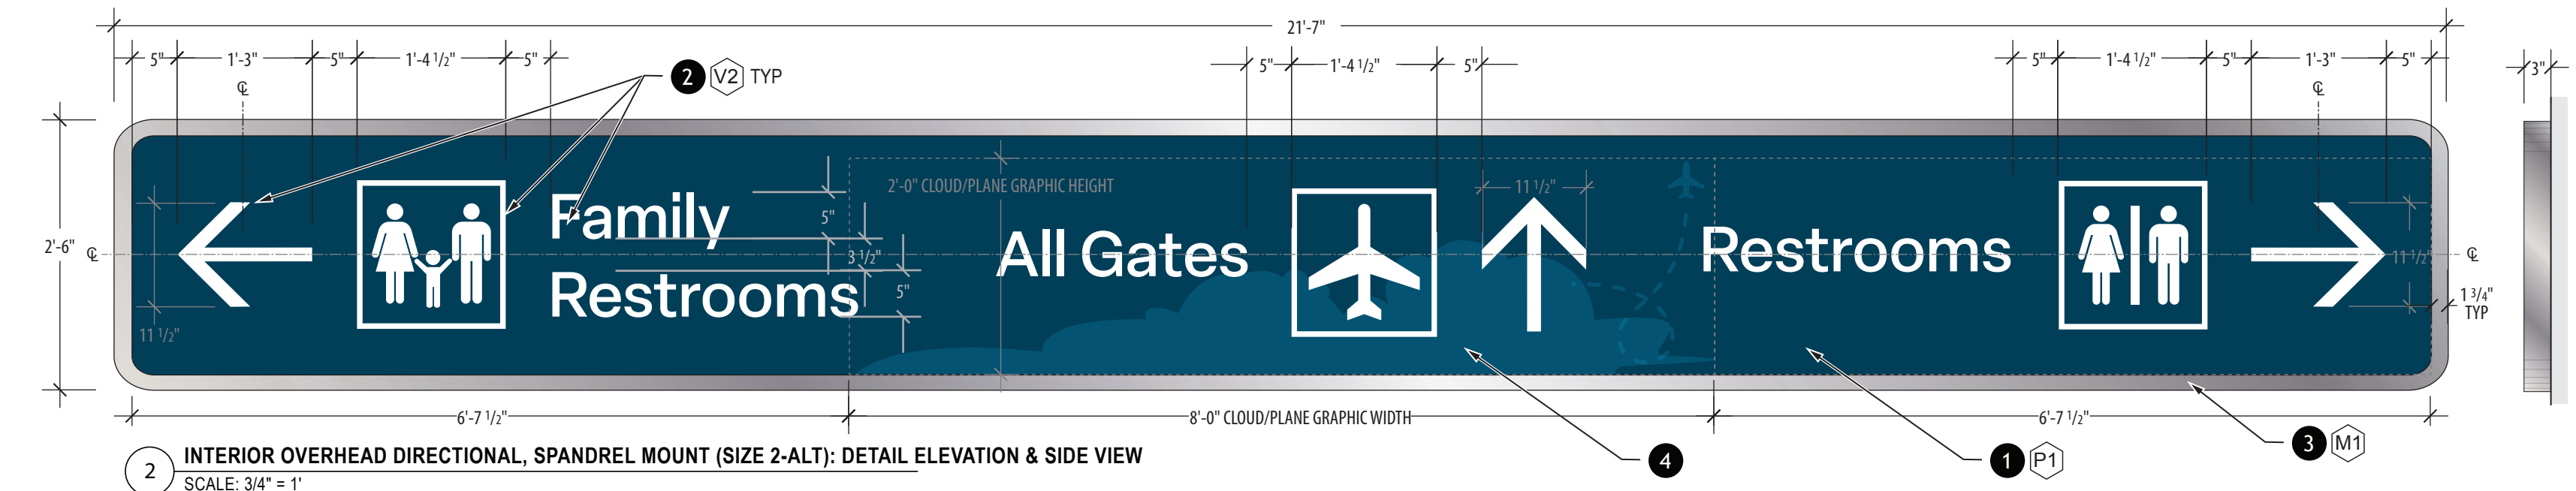 21'-7"
5" 1'-3" 5" 1'-4 1/2" 5"
2 V2 TYP
5" 1'-4 1/2" 5"
5" 1'-4 1/2" 5" 1'-3" 5"
3"
℄
℄
2'-6" ℄
11 1/2"
Family
Restrooms
5"
3 1/2"
5"
2'-0" CLOUD/PLANE GRAPHIC HEIGHT
All Gates
11 1/2"
Restrooms
11 1/2"
℄
1 3/4"
TYP
6'-7 1/2"
8'-0" CLOUD/PLANE GRAPHIC WIDTH
6'-7 1/2"
4
1 P1
3 M1
2 INTERIOR OVERHEAD DIRECTIONAL, SPANDREL MOUNT (SIZE 2-ALT): DETAIL ELEVATION & SIDE VIEW
SCALE: 3/4" = 1'